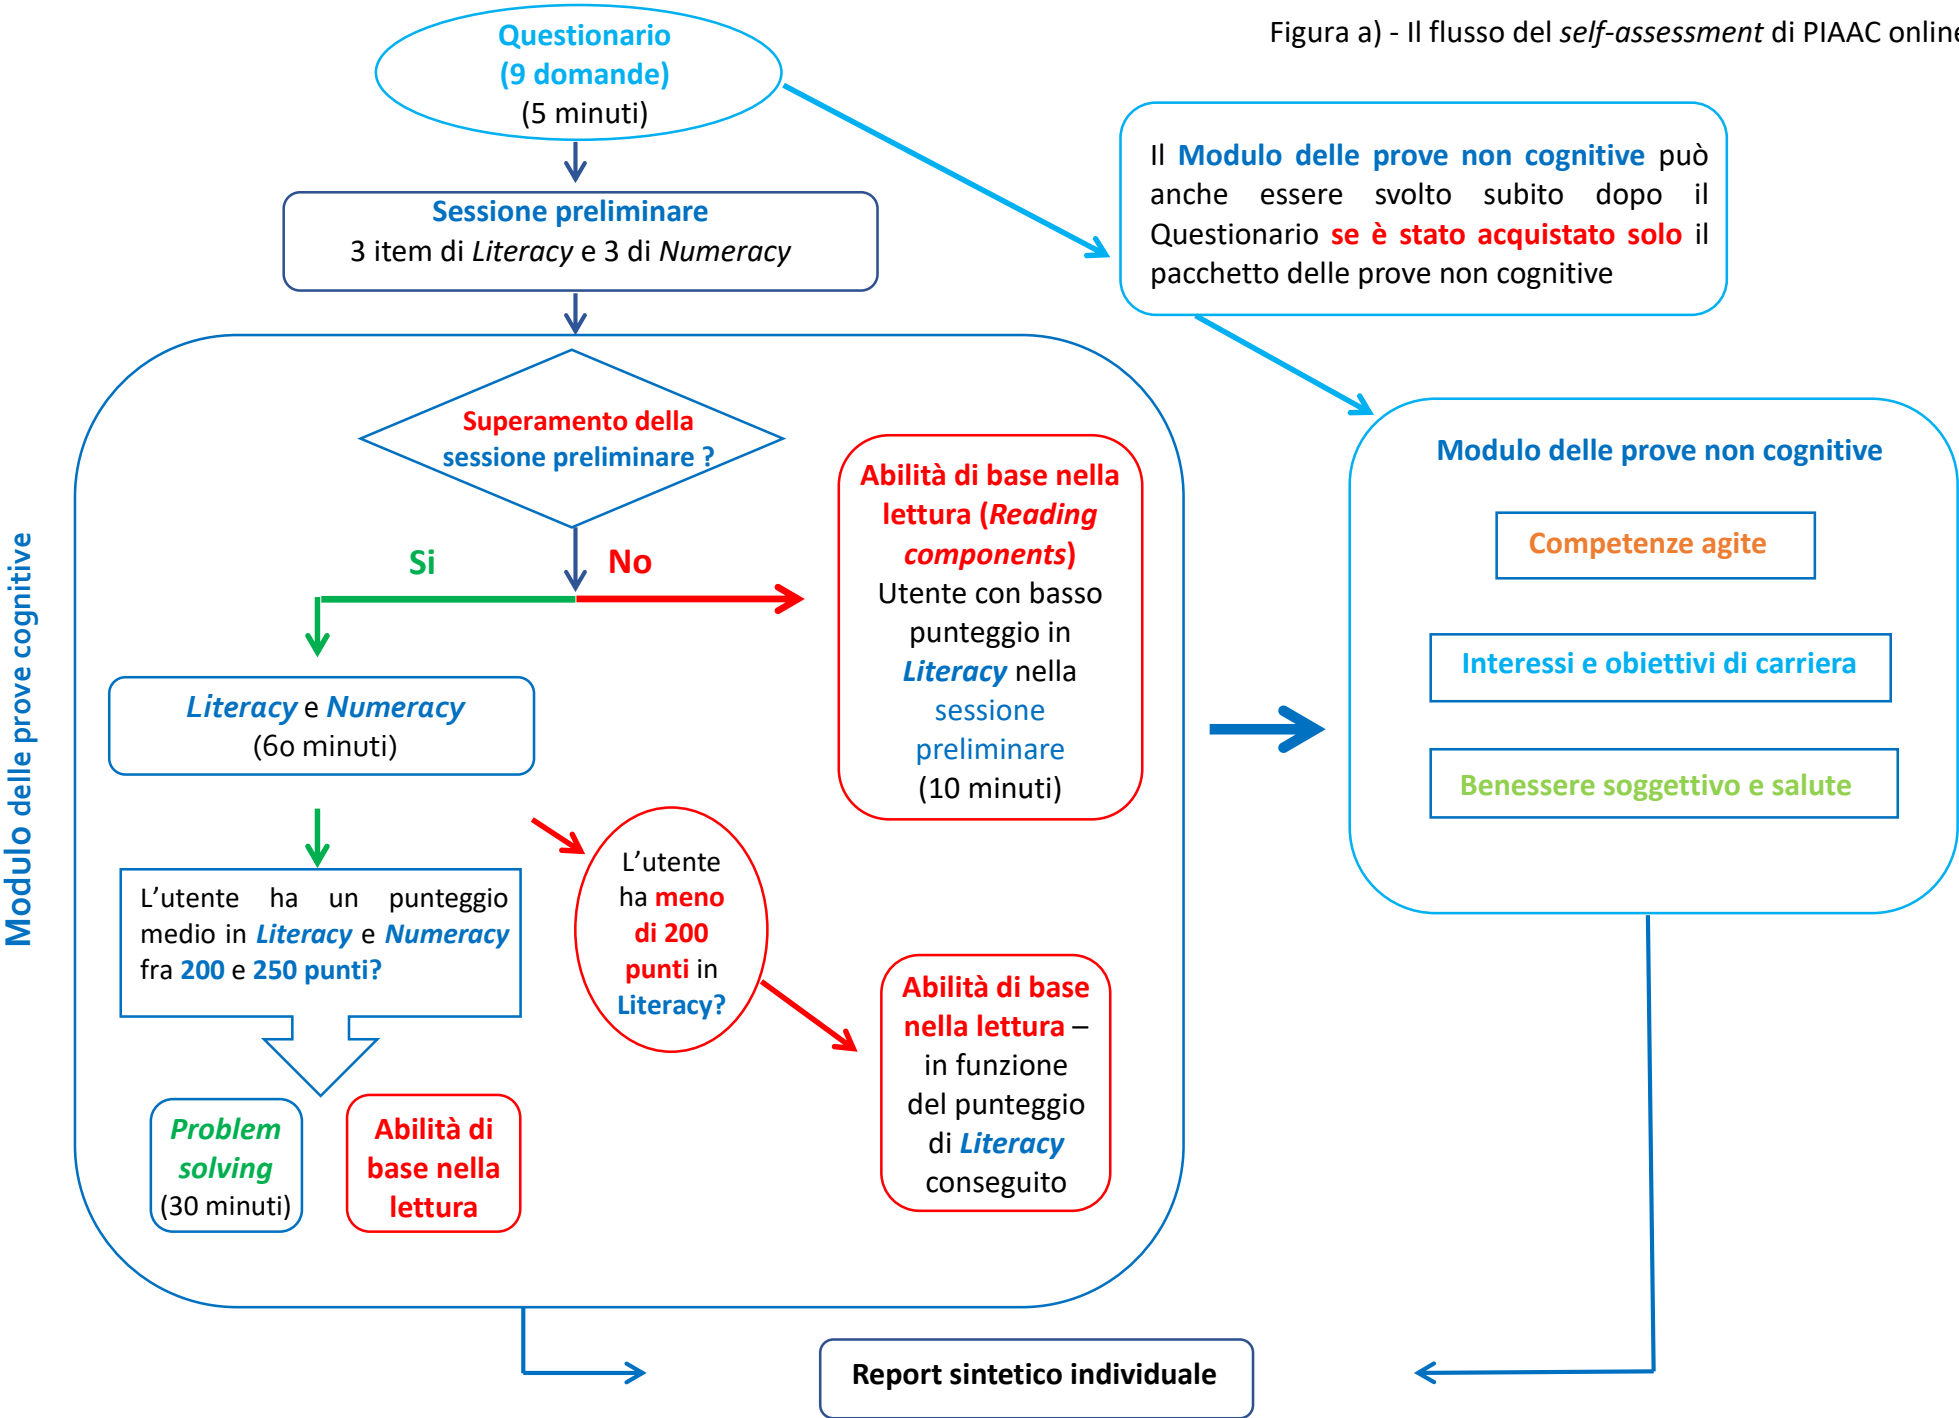 Figura a) - Il flusso del self-assessment di PIAAC online
Questionario
(9 domande)
(5 minuti)
Il Modulo delle prove non cognitive può
anche essere svolto subito dopo il
Questionario se è stato acquistato solo il
pacchetto delle prove non cognitive
Sessione preliminare
3 item di Literacy e 3 di Numeracy
Modulo delle prove cognitive
Superamento della
sessione preliminare ?
Si
No
Abilità di base nella
lettura (Reading
components)
Utente con basso
punteggio in
Literacy nella
sessione
preliminare
(10 minuti)
Literacy e Numeracy
(6o minuti)
L’utente ha un punteggio
medio in Literacy e Numeracy
fra 200 e 250 punti?
L’utente
ha meno
di 200
punti in
Literacy?
Abilità di base
nella lettura –
in funzione
del punteggio
di Literacy
conseguito
Problem
solving
(30 minuti)
Abilità di
base nella
lettura
Modulo delle prove non cognitive
Competenze agite
Interessi e obiettivi di carriera
Benessere soggettivo e salute
Report sintetico individuale